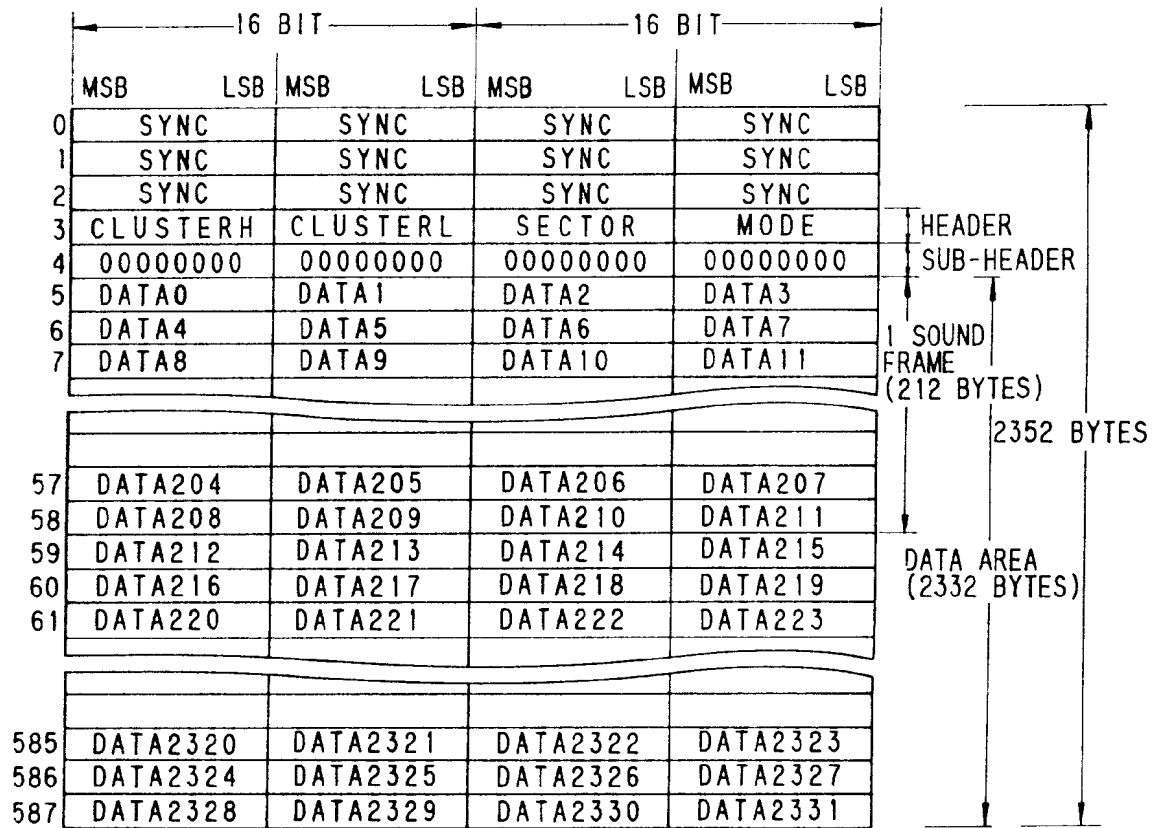 16 BIT 16 BIT
MSB LSB MSB LSB MSB LSB MSB LSB
0 SYNC SYNC SYNC SYNC
1 SYNC SYNC SYNC SYNC
2 SYNC SYNC SYNC SYNC
3 CLUSTERH CLUSTERL SECTOR MODE HEADER
4 00000000 00000000 00000000 00000000 SUB-HEADER
5 DATA0 DATA1 DATA2 DATA3
6 DATA4 DATA5 DATA6 DATA7
7 DATA8 DATA9 DATA10 DATA11
1 SOUND
FRAME
(212 BYTES)
2352 BYTES
57 DATA204 DATA205 DATA206 DATA207
58 DATA208 DATA209 DATA210 DATA211
59 DATA212 DATA213 DATA214 DATA215
60 DATA216 DATA217 DATA218 DATA219
61 DATA220 DATA221 DATA222 DATA223
DATA AREA
(2332 BYTES)
585 DATA2320 DATA2321 DATA2322 DATA2323
586 DATA2324 DATA2325 DATA2326 DATA2327
587 DATA2328 DATA2329 DATA2330 DATA2331